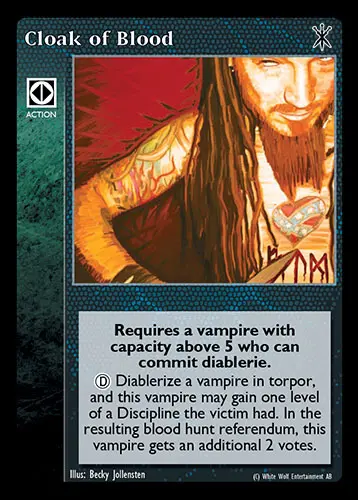 Cloak of Blood
ACTION
Requires a vampire with
capacity above 5 who can
commit diablerie.
Ⓓ Diablerize a vampire in torpor,
and this vampire may gain one level
of a Discipline the victim had. In the
resulting blood hunt referendum, this
vampire gets an additional 2 votes.
Illus: Becky Jollensten
(C) White Wolf Entertainment AB